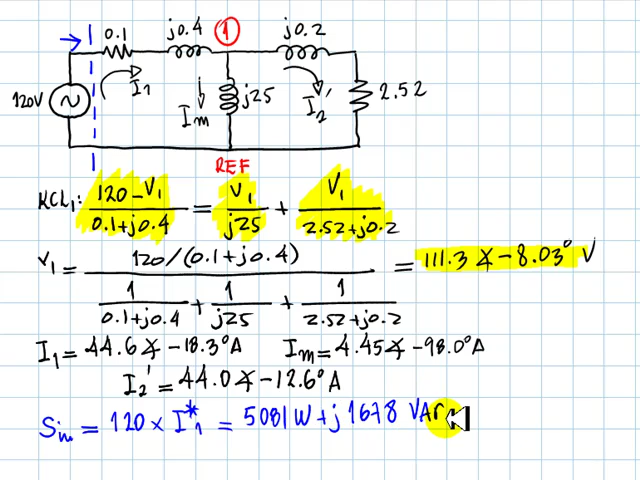 0.1 j0.4 1 j0.2
120V I1 Im j25 I2' 2.52
REF
KCL1: (120 - V1)/(0.1+j0.4) = V1/j25 + V1/(2.52+j0.2)
V1 = (120/(0.1+j0.4))/(1/(0.1+j0.4) + 1/j25 + 1/(2.52+j0.2)) = 111.3∡-8.03° V
I1 = 44.6∡-18.3° A Im = 4.45∡-98.0° A
I2' = 44.0∡-12.6° A
Sin = 120 × I1* = 5081 W + j 1678 VAr